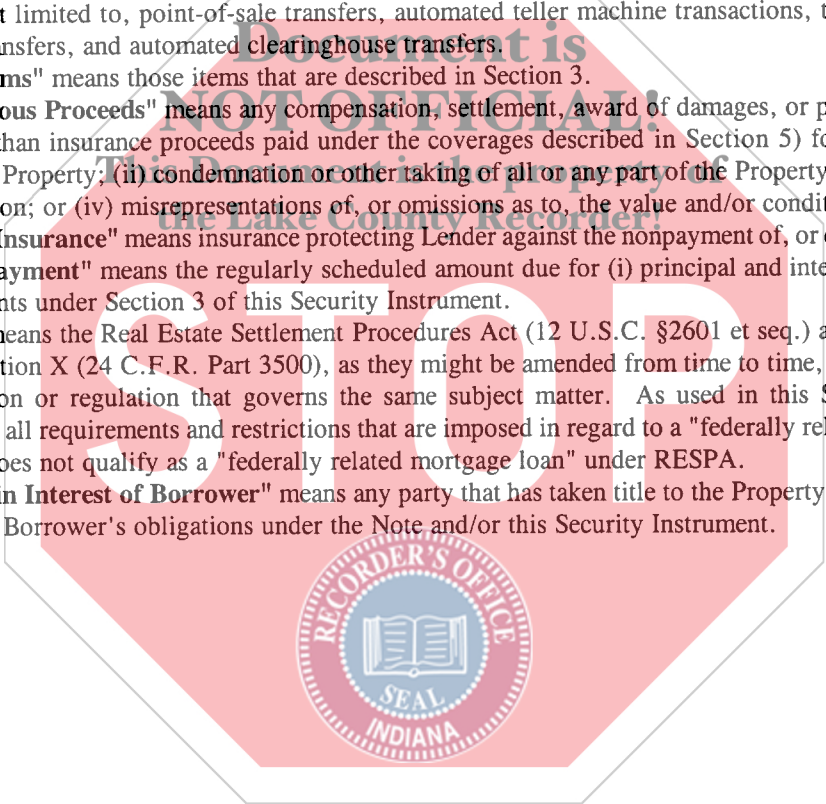 t limited to, point-of-sale transfers, automated teller machine transactions, t
nsfers, and automated clearinghouse transfers.
ms" means those items that are described in Section 3.
ous Proceeds" means any compensation, settlement, award of damages, or p
than insurance proceeds paid under the coverages described in Section 5) fo
Property; (ii) condemnation or other taking of all or any part of the Property
on; or (iv) misrepresentations of, or omissions as to, the value and/or condit
Insurance" means insurance protecting Lender against the nonpayment of, or
ayment" means the regularly scheduled amount due for (i) principal and inte
nts under Section 3 of this Security Instrument.
neans the Real Estate Settlement Procedures Act (12 U.S.C. §2601 et seq.) a
tion X (24 C.F.R. Part 3500), as they might be amended from time to time,
on or regulation that governs the same subject matter. As used in this S
all requirements and restrictions that are imposed in regard to a "federally rel
oes not qualify as a "federally related mortgage loan" under RESPA.
in Interest of Borrower" means any party that has taken title to the Property
Borrower's obligations under the Note and/or this Security Instrument.
Document is
NOT OFFICIAL!
This Document is the property of
the Lake County Recorder!
STOP
RECORDER'S OFFICE
SEAL
INDIANA